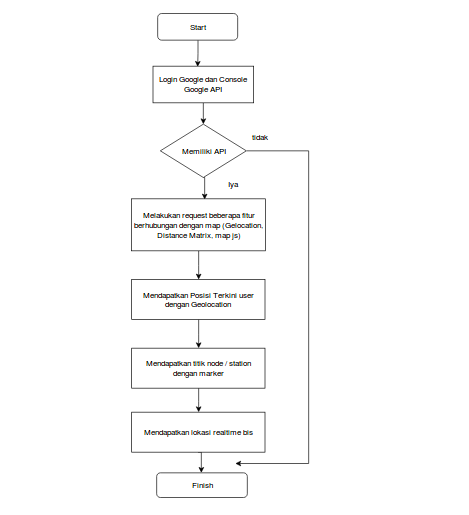 Start
Login Google dan Console
Google API
tidak
Memiliki API
Iya
Melakukan request beberapa fitur
berhubungan dengan map (Gelocation,
Distance Matrix, map js)
Mendapatkan Posisi Terkini user
dengan Geolocation
Mendapatkan titik node / station
dengan marker
Mendapatkan lokasi realtime bis
Finish